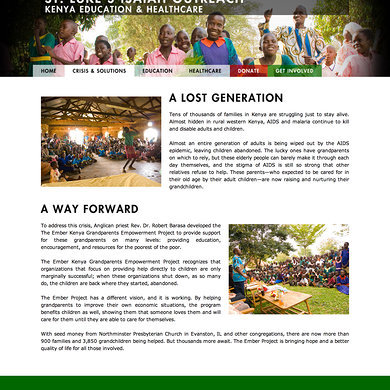 ST. LUKE'S ISAIAH OUTREACH
KENYA EDUCATION & HEALTHCARE
HOME CRISIS & SOLUTIONS EDUCATION HEALTHCARE DONATE GET INVOLVED
A LOST GENERATION
Tens of thousands of families in Kenya are struggling just to stay alive.
Almost hidden in rural western Kenya, AIDS and malaria continue to kill
and disable adults and children.
Almost an entire generation of adults is being wiped out by the AIDS
epidemic, leaving children abandoned. The lucky ones have grandparents
on which to rely, but these elderly people can barely make it through each
day themselves, and the stigma of AIDS is still so strong that other
relatives refuse to help. These parents—who expected to be cared for in
their old age by their adult children—are now raising and nurturing their
grandchildren.
A WAY FORWARD
To address this crisis, Anglican priest Rev. Dr. Robert Barasa developed the
The Ember Kenya Grandparents Empowerment Project to provide support
for these grandparents on many levels: providing education,
encouragement, and resources for the poorest of the poor.
The Ember Kenya Grandparents Empowerment Project recognizes that
organizations that focus on providing help directly to children are only
marginally successful; when these organizations shut down, as so many
do, the children are back where they started, abandoned.
The Ember Project has a different vision, and it is working. By helping
grandparents to improve their own economic situations, the program
benefits children as well, showing them that someone loves them and will
care for them until they are able to care for themselves.
With seed money from Northminster Presbyterian Church in Evanston, IL and other congregations, there are now more than
900 families and 3,850 grandchildren being helped. But thousands more await. The Ember Project is bringing hope and a better
quality of life for all those involved.